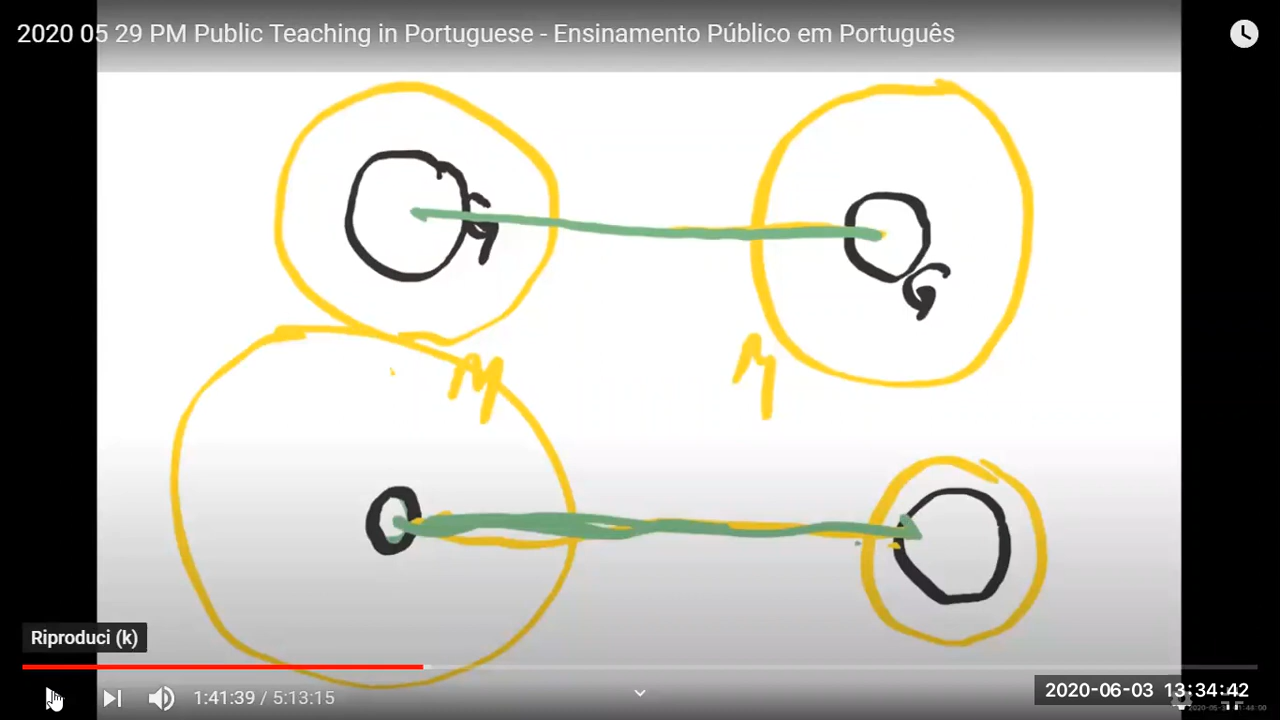 2020 05 29 PM Public Teaching in Portuguese - Ensinamento Público em Português
G
G
M
M
Riproduci (k)
1:41:39 / 5:13:15
2020-06-03 13:34:42